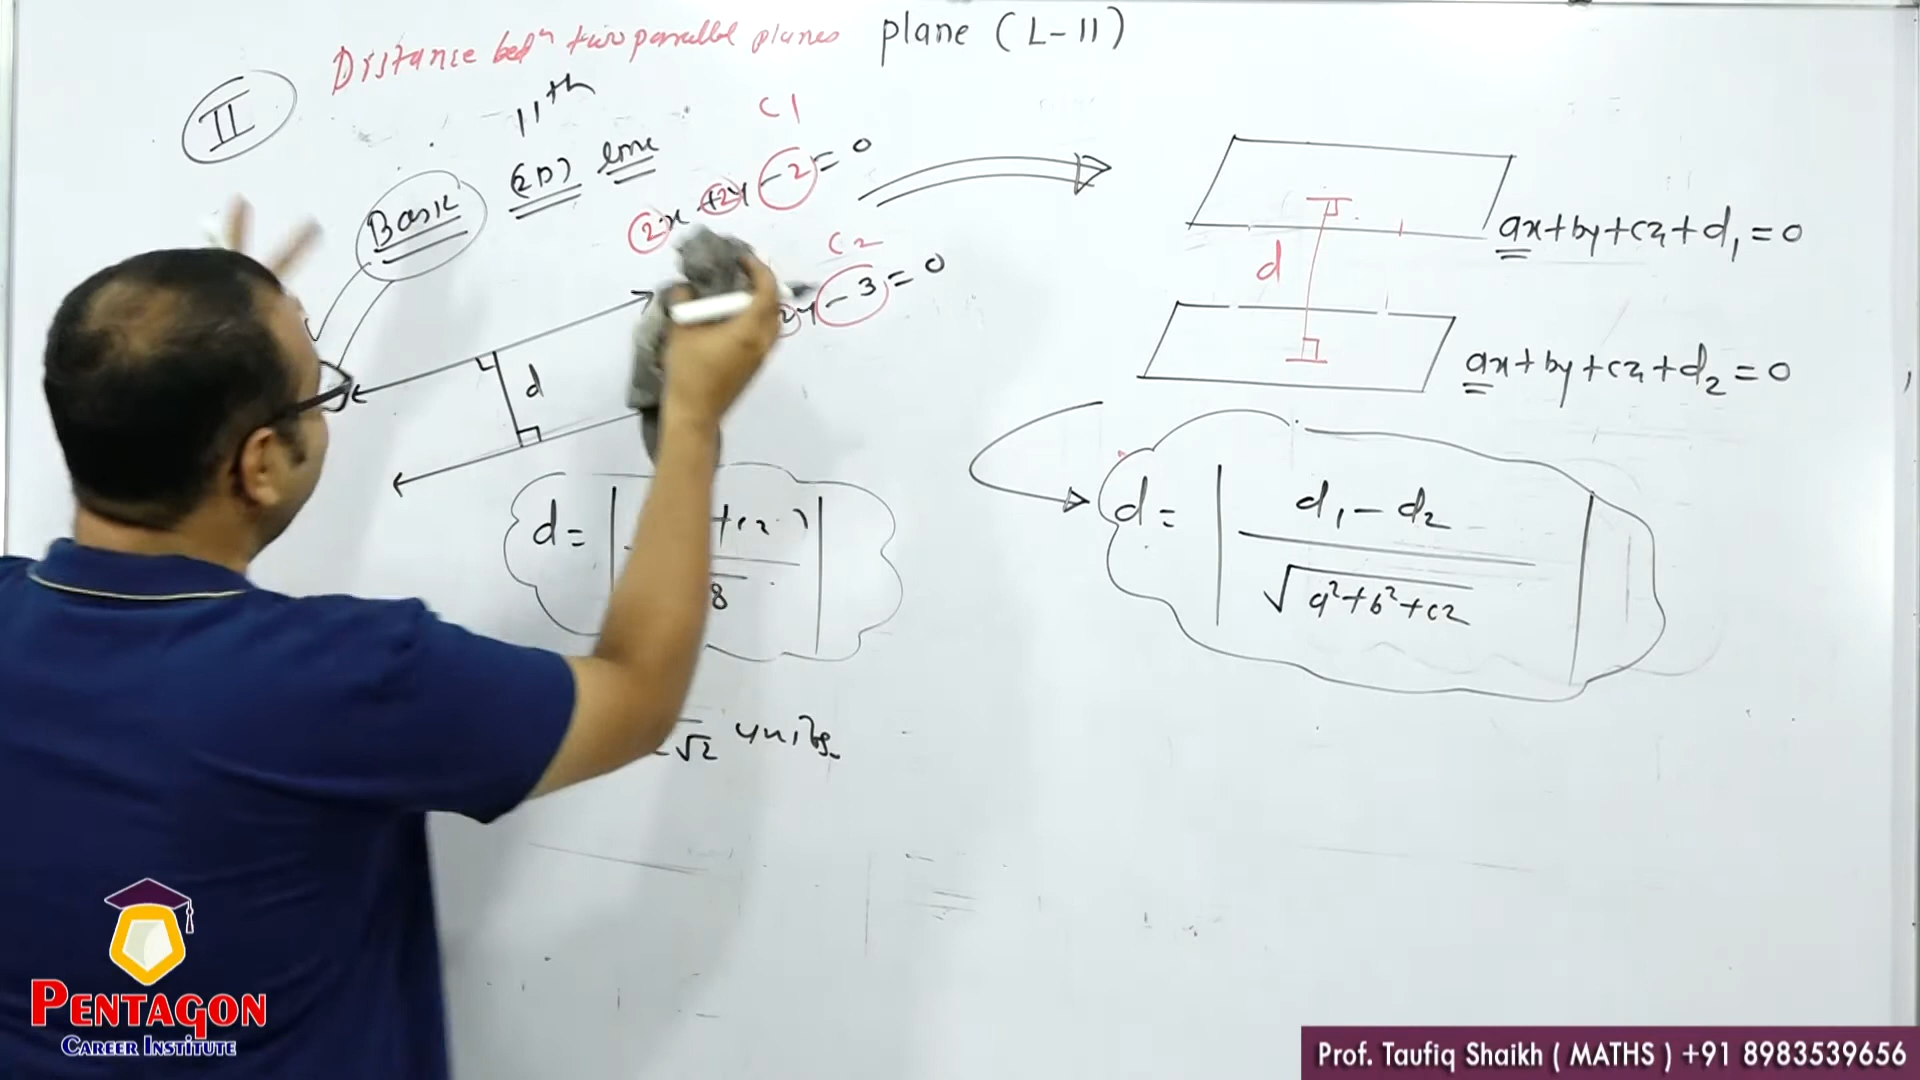 Distance betn two parallel planes plane (L-11)
II
11th
Basic (2D) line
C1
2x+2y-2=0
C2
2y-3=0
d
d
ax+by+cz+d1=0
ax+by+cz+d2=0
d=
8
d = | d1-d2 / √a²+b²+c2 |
√2 units
PENTAGON
CAREER INSTITUTE
Prof. Taufiq Shaikh ( MATHS ) +91 8983539656